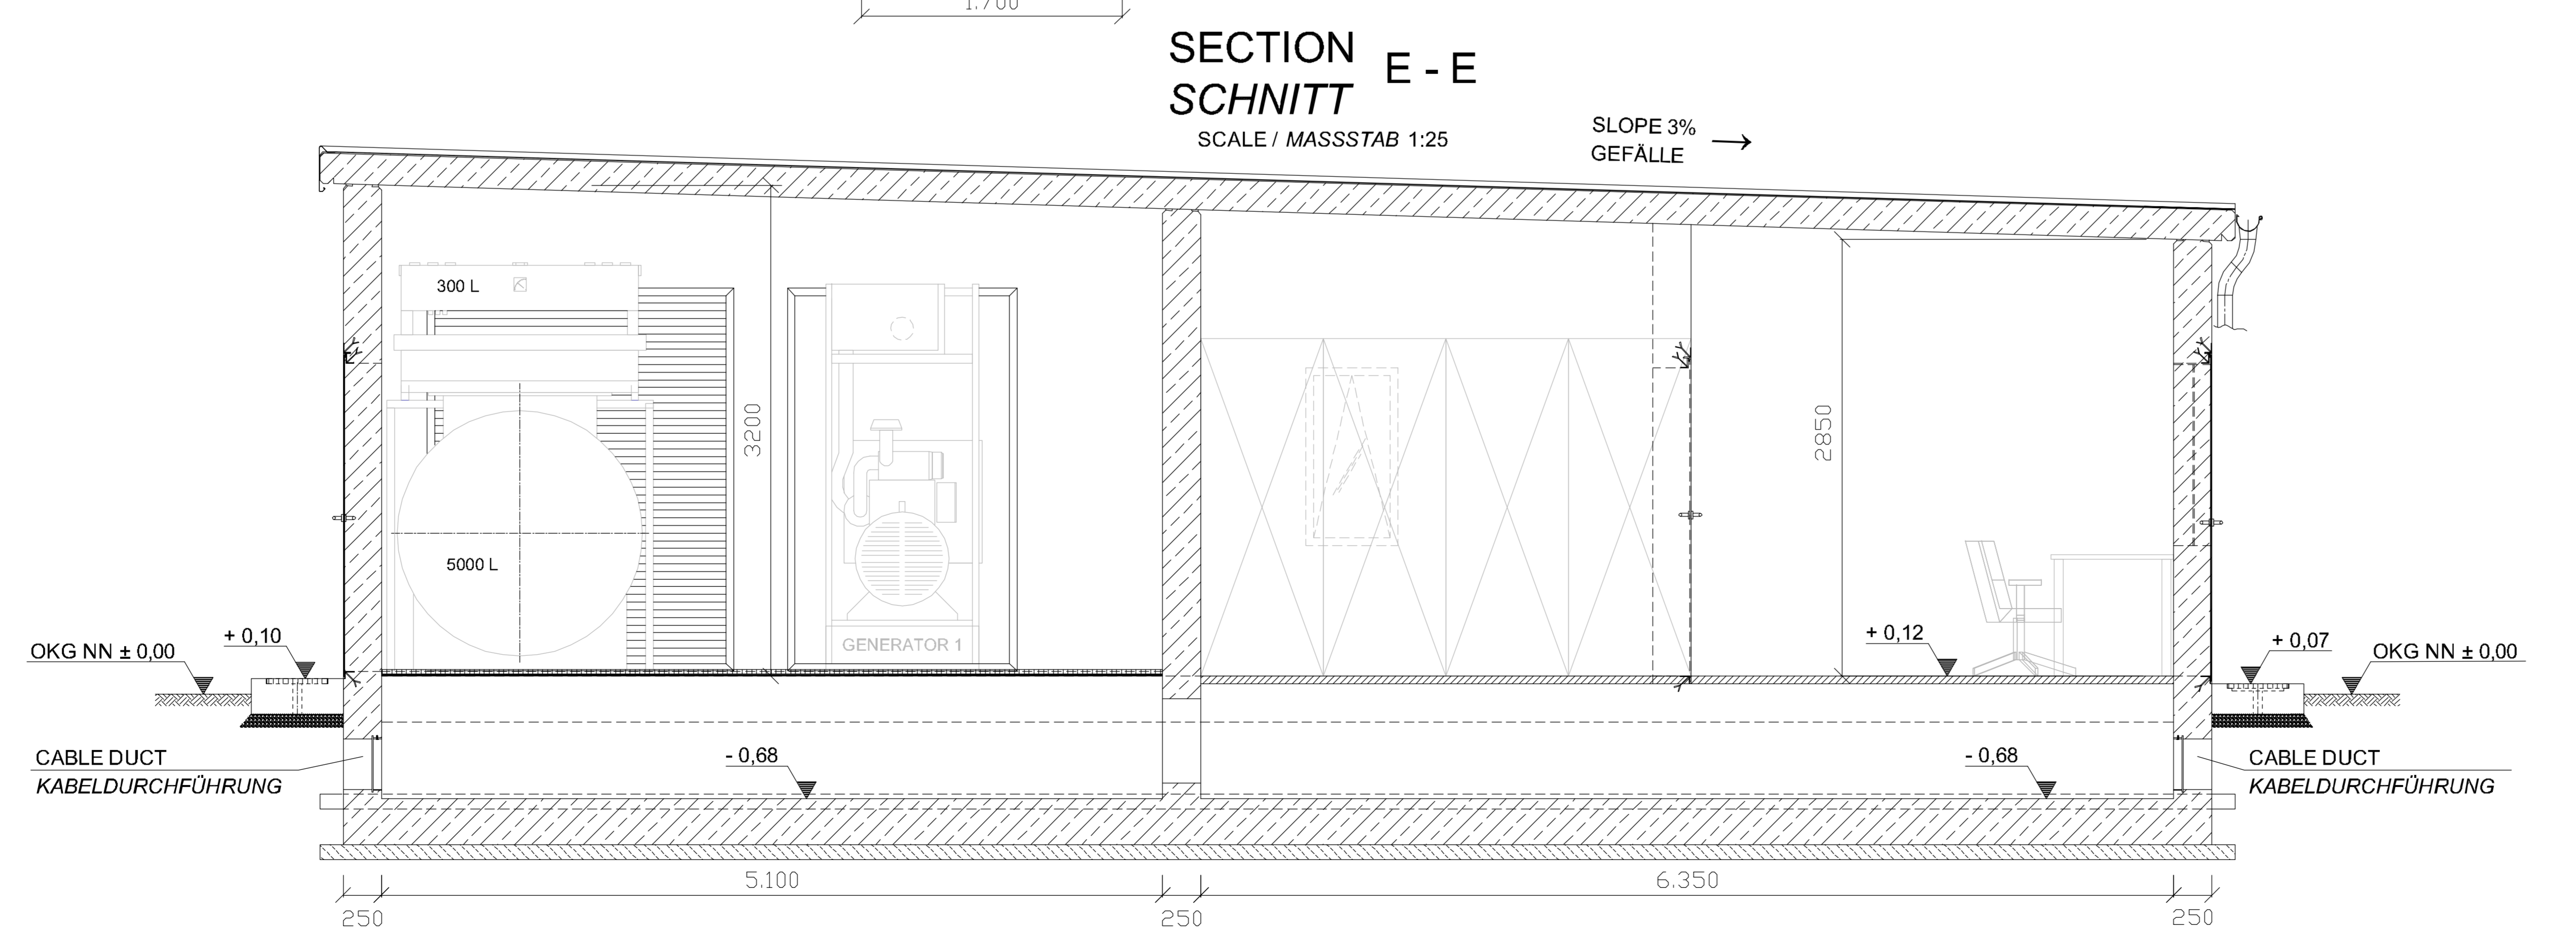 1.700
SECTION
SCHNITT
E - E
SCALE / MASSSTAB 1:25
SLOPE 3%
GEFÄLLE
300 L
5000 L
3200
GENERATOR 1
2850
OKG NN ± 0,00
+ 0,10
+ 0,12
+ 0,07
OKG NN ± 0,00
CABLE DUCT
KABELDURCHFÜHRUNG
- 0,68
- 0,68
CABLE DUCT
KABELDURCHFÜHRUNG
5.100
6.350
250
250
250